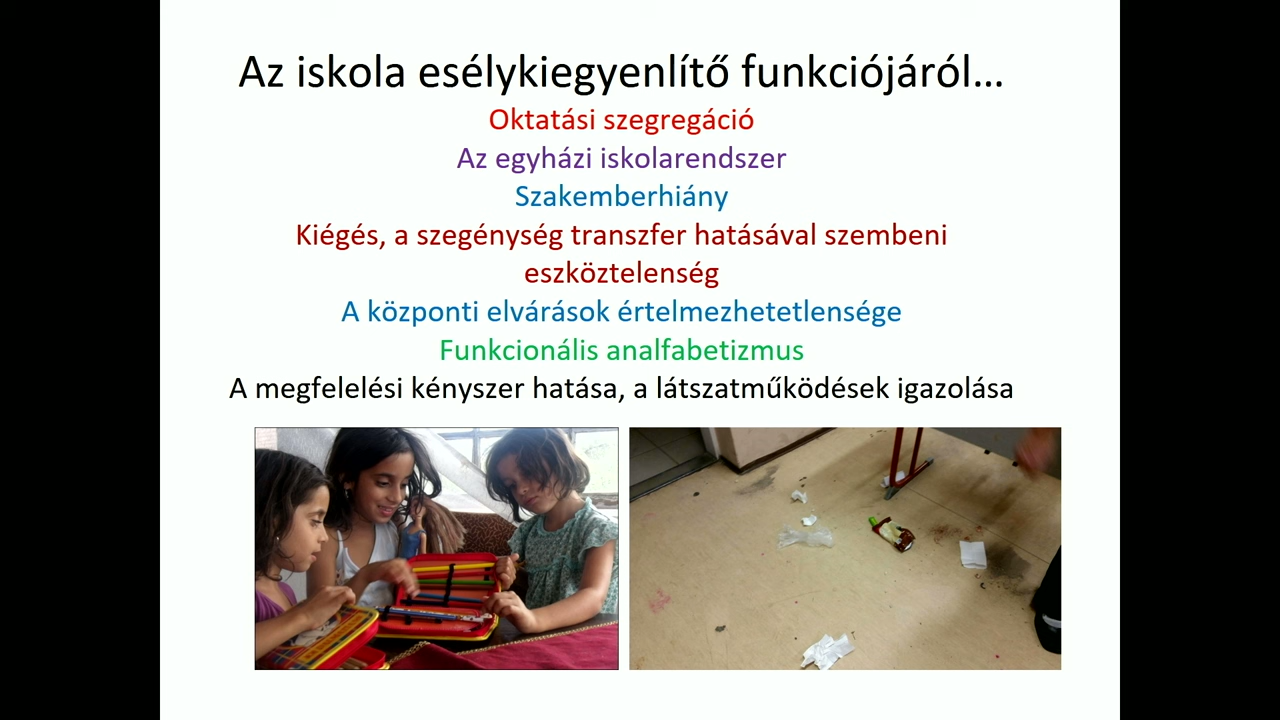 Az iskola esélykiegyenlítő funkciójáról...
Oktatási szegregáció
Az egyházi iskolarendszer
Szakemberhiány
Kiégés, a szegénység transzfer hatásával szembeni
eszköztelenség
A központi elvárások értelmezhetetlensége
Funkcionális analfabetizmus
A megfelelési kényszer hatása, a látszatműködések igazolása